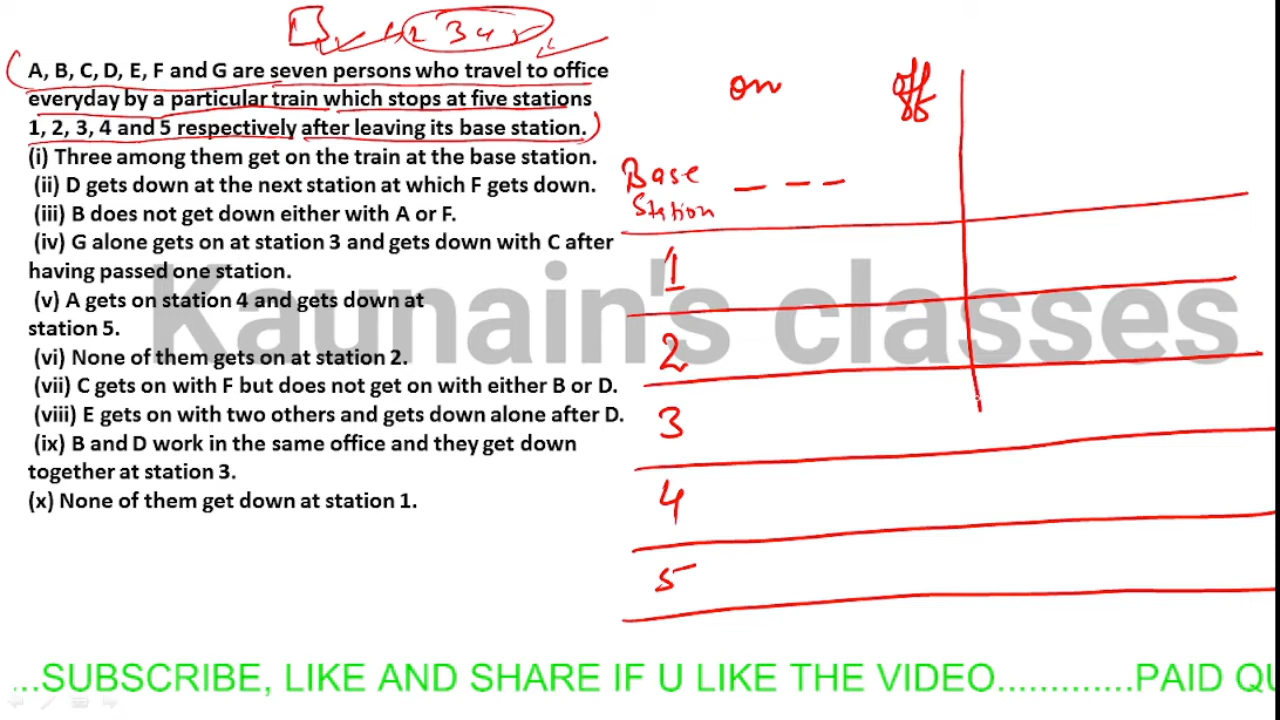 1 2 3 4 5
A, B, C, D, E, F and G are seven persons who travel to office
everyday by a particular train which stops at five stations
1, 2, 3, 4 and 5 respectively after leaving its base station.
(i) Three among them get on the train at the base station.
(ii) D gets down at the next station at which F gets down.
(iii) B does not get down either with A or F.
(iv) G alone gets on at station 3 and gets down with C after
having passed one station.
(v) A gets on station 4 and gets down at
station 5.
(vi) None of them gets on at station 2.
(vii) C gets on with F but does not get on with either B or D.
(viii) E gets on with two others and gets down alone after D.
(ix) B and D work in the same office and they get down
together at station 3.
(x) None of them get down at station 1.
on off
Base
Station
1
2
3
4
5
Kaunain's classes
...SUBSCRIBE, LIKE AND SHARE IF U LIKE THE VIDEO.............PAID QU